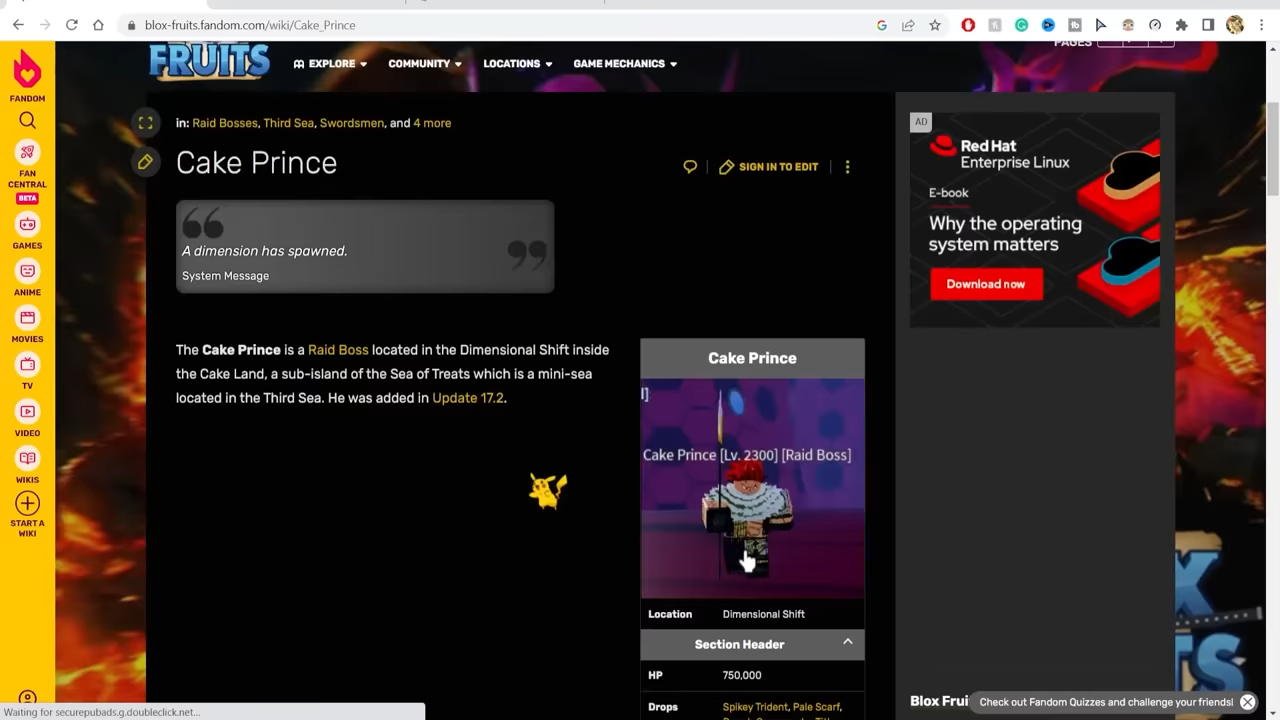 blox-fruits.fandom.com/wiki/Cake_Prince
FRUITS
EXPLORE
COMMUNITY
LOCATIONS
GAME MECHANICS
PAGES
FANDOM
FAN
CENTRAL
BETA
GAMES
ANIME
MOVIES
TV
VIDEO
WIKIS
START A
WIKI
in: Raid Bosses, Third Sea, Swordsmen, and 4 more
Cake Prince
SIGN IN TO EDIT
A dimension has spawned.
System Message
The Cake Prince is a Raid Boss located in the Dimensional Shift inside
the Cake Land, a sub-island of the Sea of Treats which is a mini-sea
located in the Third Sea. He was added in Update 17.2.
Cake Prince
Cake Prince [Lv. 2300] [Raid Boss]
Location Dimensional Shift
Section Header
HP 750,000
Drops Spikey Trident, Pale Scarf,
AD
Red Hat
Enterprise Linux
E-book
Why the operating
system matters
Download now
Blox Frui
Check out Fandom Quizzes and challenge your friends!
Waiting for securepubads.g.doubleclick.net...